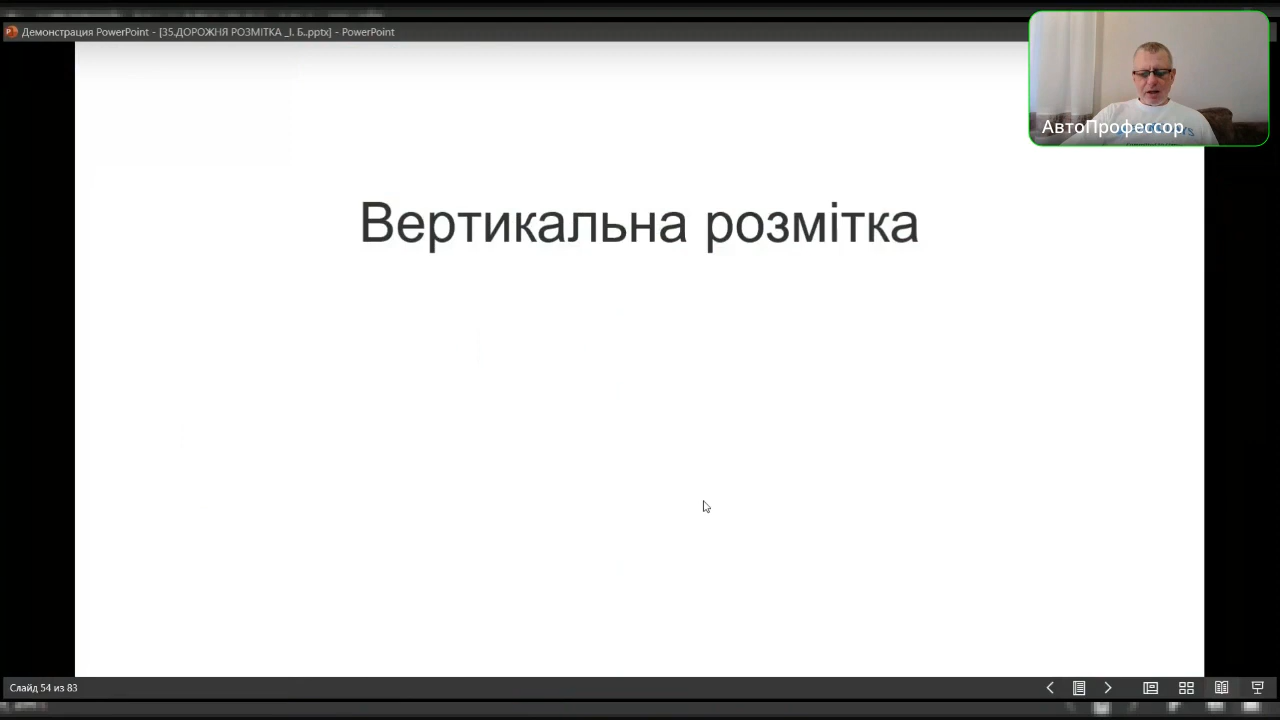 Демонстрация PowerPoint - [35.ДОРОЖНЯ РОЗМІТКА _І. Б..pptx] - PowerPoint
АвтоПрофессор
Вертикальна розмітка
Слайд 54 из 83